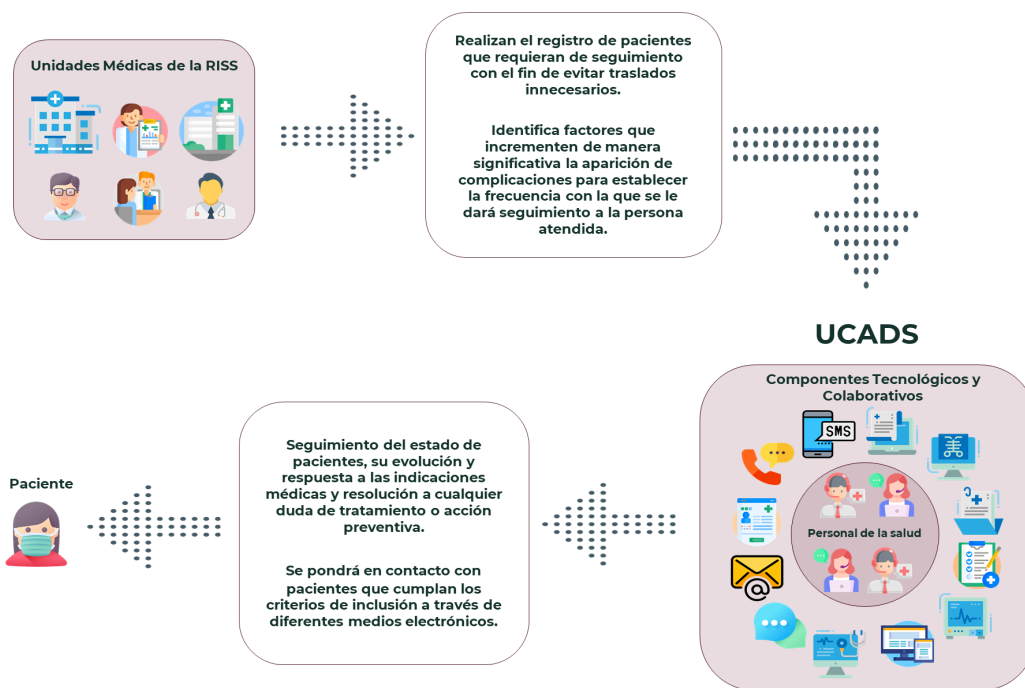 Unidades Médicas de la RISS
Realizan el registro de pacientes
que requieran de seguimiento
con el fin de evitar traslados
innecesarios.
Identifica factores que
incrementen de manera
significativa la aparición de
complicaciones para establecer
la frecuencia con la que se le
dará seguimiento a la persona
atendida.
UCADS
Componentes Tecnológicos y
Colaborativos
SMS
Personal de la salud
Seguimiento del estado de
pacientes, su evolución y
respuesta a las indicaciones
médicas y resolución a cualquier
duda de tratamiento o acción
preventiva.
Se pondrá en contacto con
pacientes que cumplan los
criterios de inclusión a través de
diferentes medios electrónicos.
Paciente